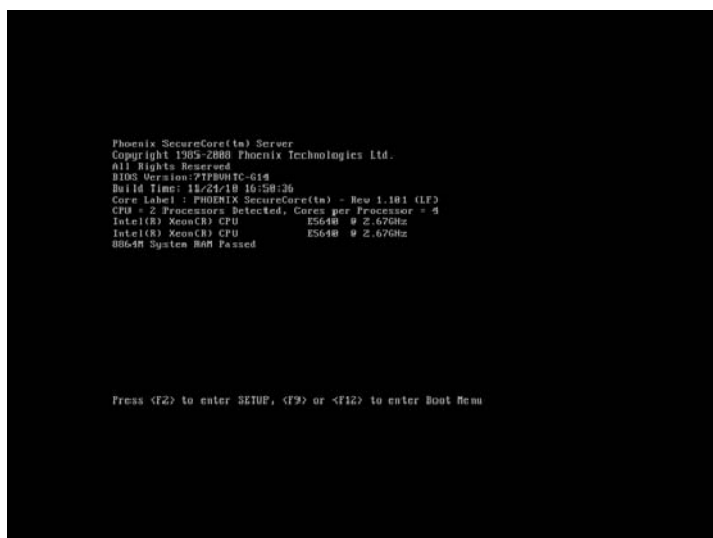 Phoenix SecureCore(tm) Server
Copyright 1985-2008 Phoenix Technologies Ltd.
All Rights Reserved
BIOS Version:7TPBVMTC-G14
Build Time: 11/24/10 16:50:36
Core Label : PHOENIX SecureCore(tm) - Rev 1.101 (LF)
CPU = 2 Processors Detected, Cores per Processor = 4
Intel(R) Xeon(R) CPU E5640 @ 2.67GHz
Intel(R) Xeon(R) CPU E5640 @ 2.67GHz
8864M System RAM Passed
Press <F2> to enter SETUP, <F9> or <F12> to enter Boot Menu